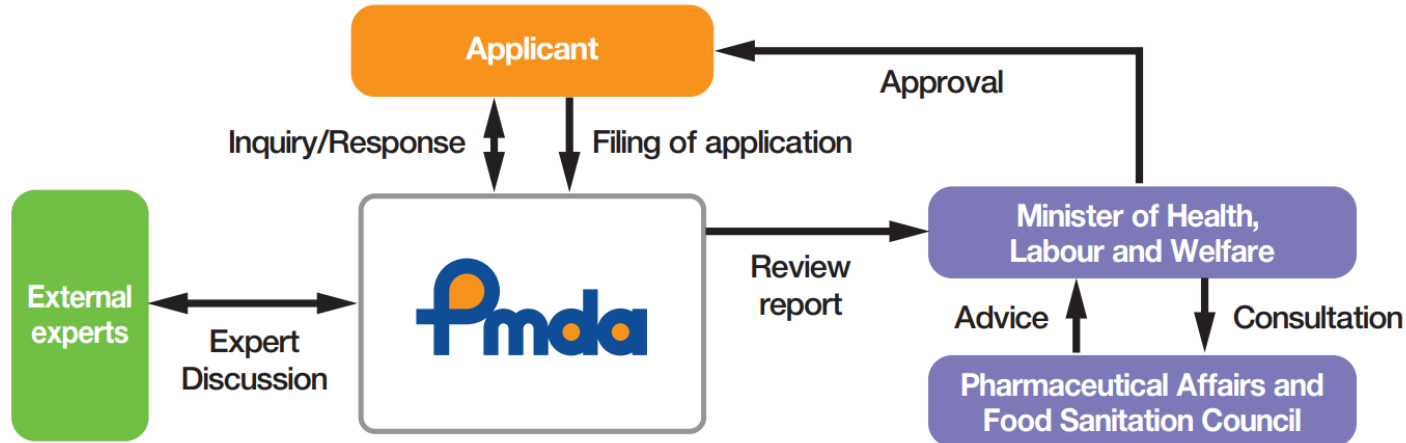 Applicant
Approval
Inquiry/Response
Filing of application
External
experts
Expert
Discussion
Pmda
Review
report
Minister of Health,
Labour and Welfare
Advice
Consultation
Pharmaceutical Affairs and
Food Sanitation Council